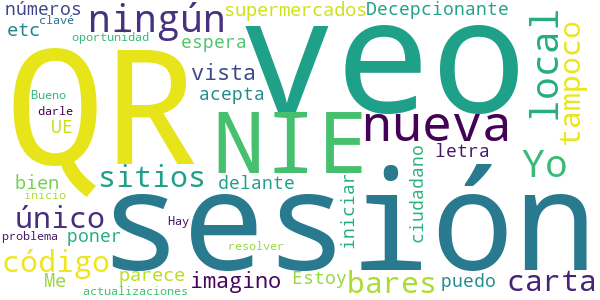 números
clavé
ningún
supermercados
Decepcionante
etc
oportunidad
espera
QR
veo
local
tampoco
vista
acepta
Bueno
darle
UE
NIE
nueva
letra
Yo
sitios
bien
delante
iniciar
ciudadano
inicio
único
sesión
problema
poner
Hay
resolver
código
Me
parece
imagino
Estoy
bares
puedo
carta
actualizaciones